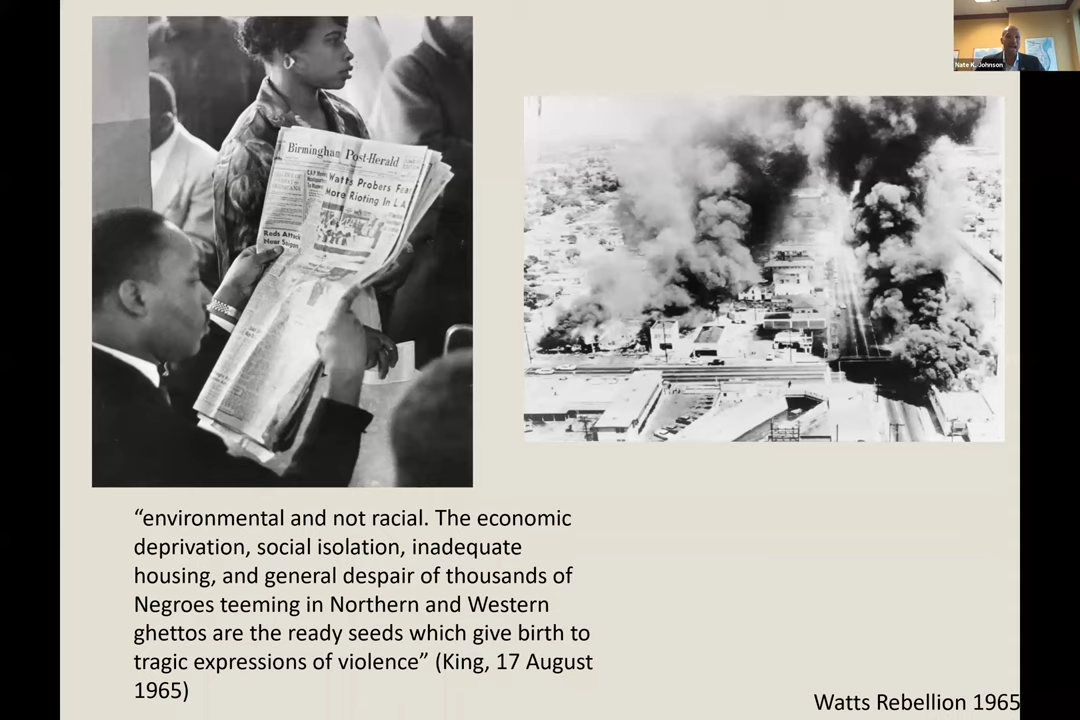 Nate K. Johnson
Birmingham Post-Herald
Watts Probers Fear
More Rioting In L.A.
Reds Attack
Near Saigon
“environmental and not racial. The economic
deprivation, social isolation, inadequate
housing, and general despair of thousands of
Negroes teeming in Northern and Western
ghettos are the ready seeds which give birth to
tragic expressions of violence” (King, 17 August
1965)
Watts Rebellion 1965